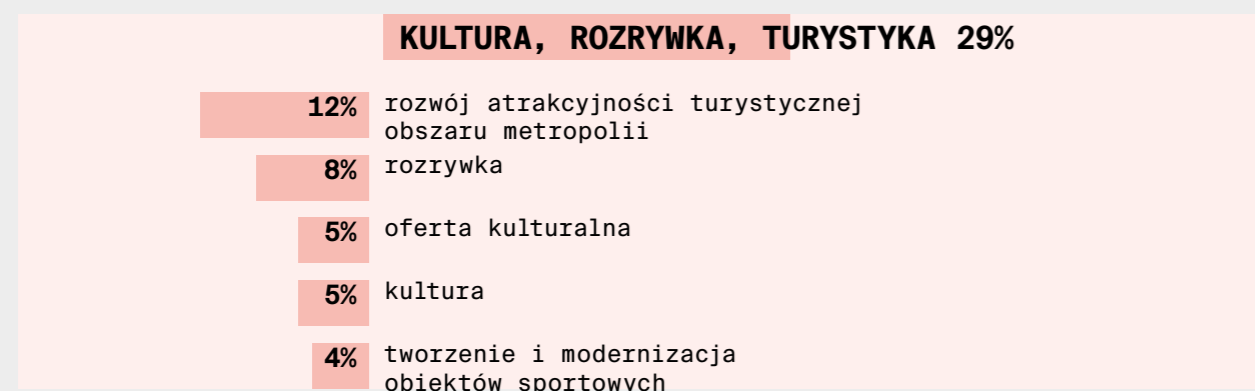 KULTURA, ROZRYWKA, TURYSTYKA 29%
12% rozwój atrakcyjności turystycznej
obszaru metropolii
8% rozrywka
5% oferta kulturalna
5% kultura
4% tworzenie i modernizacja
obiektów sportowych